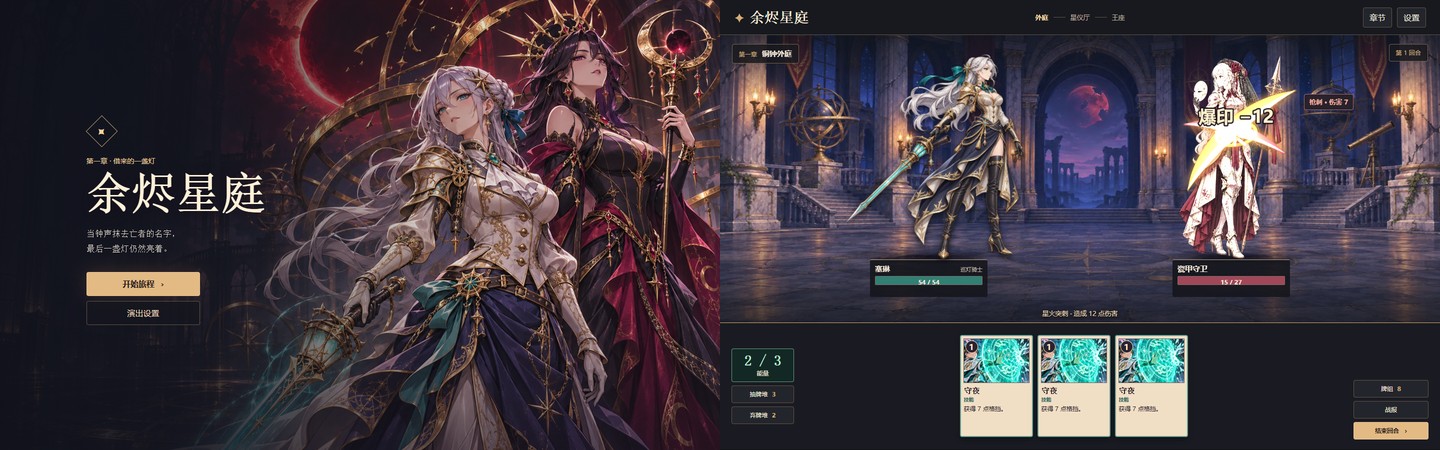 第一章·借来的一盏灯
余烬星庭
当钟声抹去亡者的名字，
最后一盏灯仍然亮着。
开始旅程 ›
演出设置
余烬星庭
外庭 星仪厅 王座
章节 设置
第一章 铜钟外庭
第 1 回合
枪刺·伤害 7
爆印 -12
塞琳 巡灯骑士
54 / 54
瓷甲守卫
15 / 27
星火突刺·造成 12 点伤害
2 / 3
能量
抽牌堆 3
弃牌堆 2
1
守夜
技能
获得 7 点格挡。
1
守夜
技能
获得 7 点格挡。
1
守夜
技能
获得 7 点格挡。
牌组 8
战报
结束回合 ›